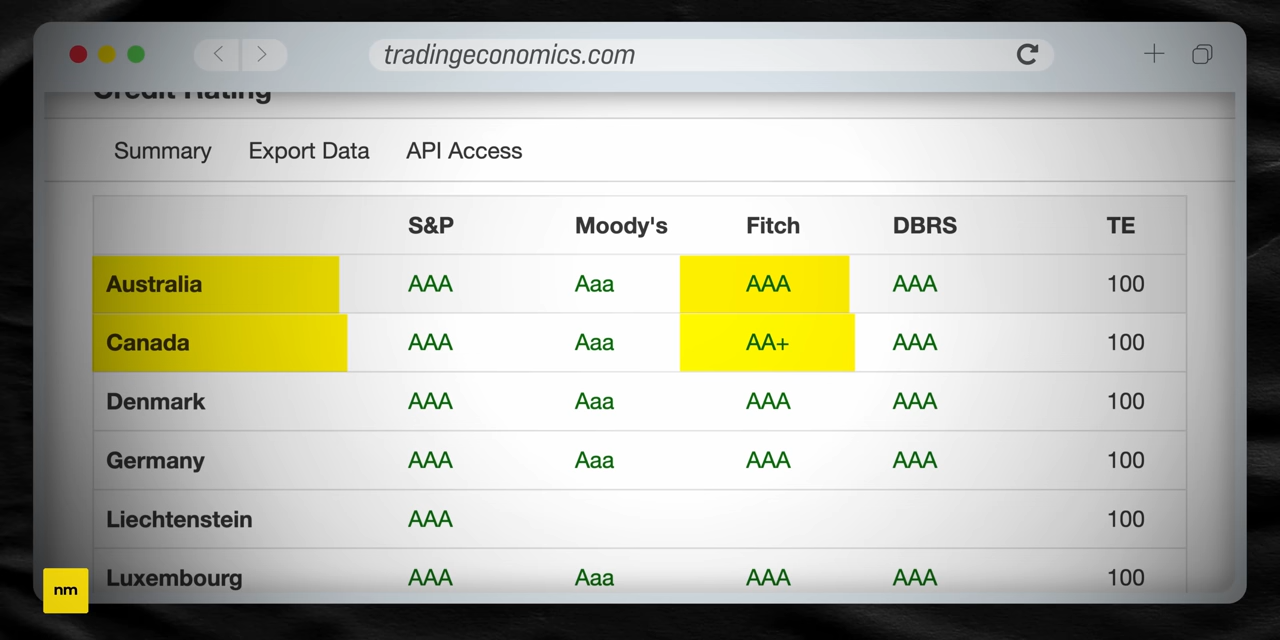 tradingeconomics.com
Credit Rating
Summary Export Data API Access
S&P Moody's Fitch DBRS TE
Australia AAA Aaa AAA AAA 100
Canada AAA Aaa AA+ AAA 100
Denmark AAA Aaa AAA AAA 100
Germany AAA Aaa AAA AAA 100
Liechtenstein AAA 100
Luxembourg AAA Aaa AAA AAA 100
nm